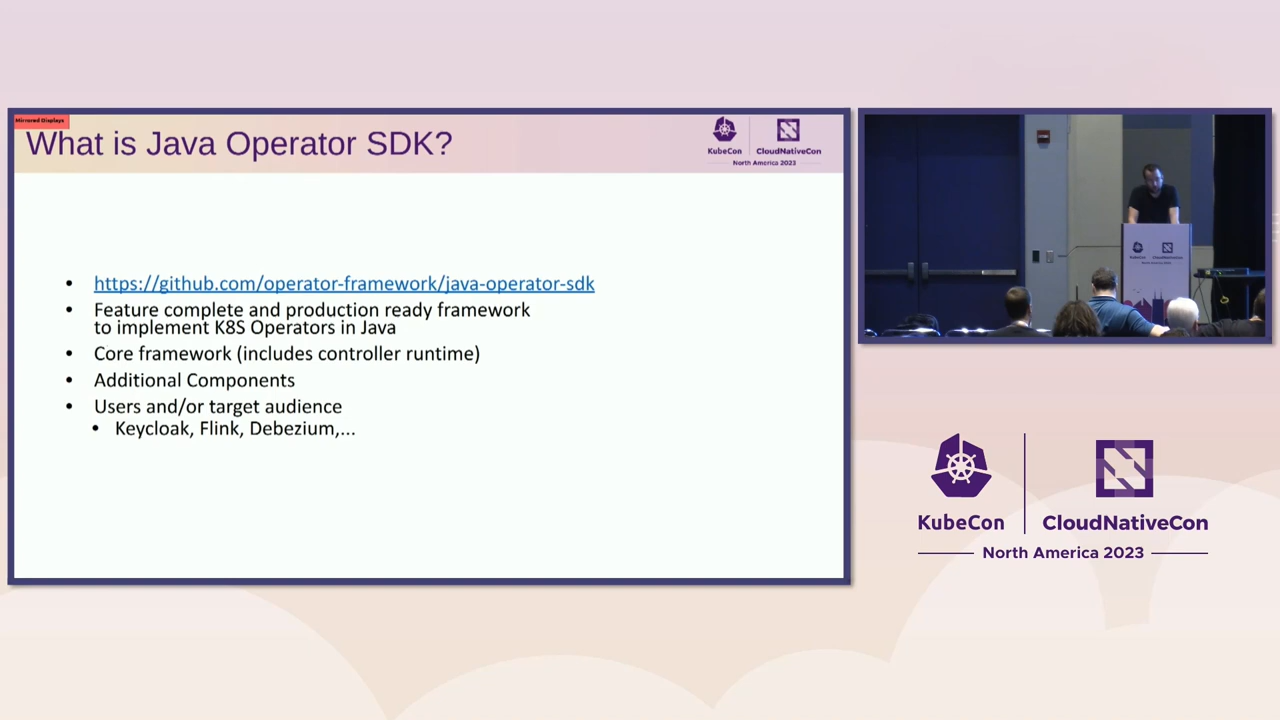 Mirrored Displays
What is Java Operator SDK?
KubeCon
CloudNativeCon
North America 2023
• https://github.com/operator-framework/java-operator-sdk
• Feature complete and production ready framework
to implement K8S Operators in Java
• Core framework (includes controller runtime)
• Additional Components
• Users and/or target audience
• Keycloak, Flink, Debezium,...
KubeCon
CloudNativeCon
KubeCon
CloudNativeCon
North America 2023